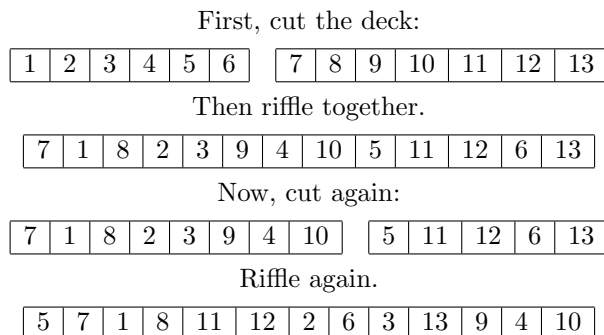 First, cut the deck:
1 2 3 4 5 6 7 8 9 10 11 12 13
Then riffle together.
7 1 8 2 3 9 4 10 5 11 12 6 13
Now, cut again:
7 1 8 2 3 9 4 10 5 11 12 6 13
Riffle again.
5 7 1 8 11 12 2 6 3 13 9 4 10